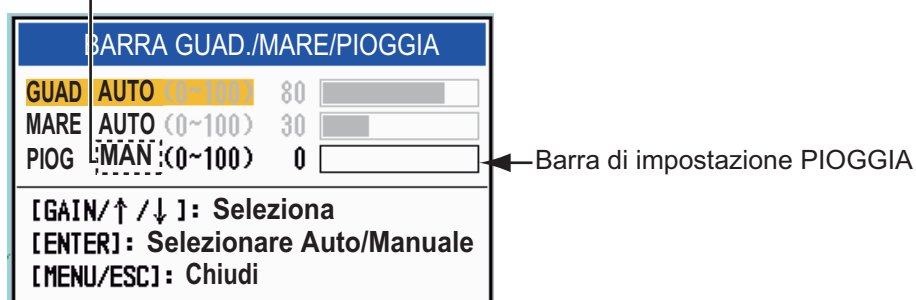 BARRA GUAD./MARE/PIOGGIA
GUAD AUTO (0~100) 80
MARE AUTO (0~100) 30
PIOG MAN (0~100) 0
Barra di impostazione PIOGGIA
[GAIN/↑/↓]: Seleziona
[ENTER]: Selezionare Auto/Manuale
[MENU/ESC]: Chiudi